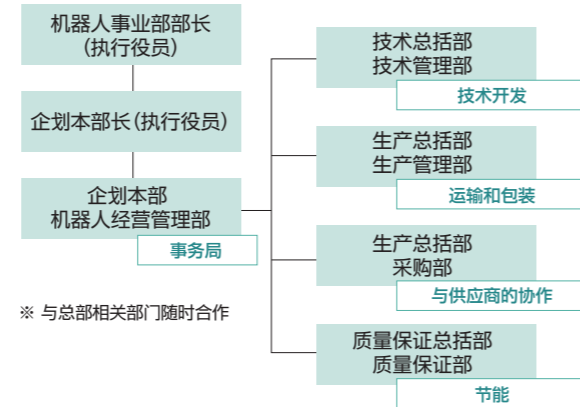 机器人事业部部长
（执行役员）
企划本部长（执行役员）
企划本部
机器人经营管理部
事务局
※ 与总部相关部门随时合作
技术总括部
技术管理部
技术开发
生产总括部
生产管理部
运输和包装
生产总括部
采购部
与供应商的协作
质量保证总括部
质量保证部
节能